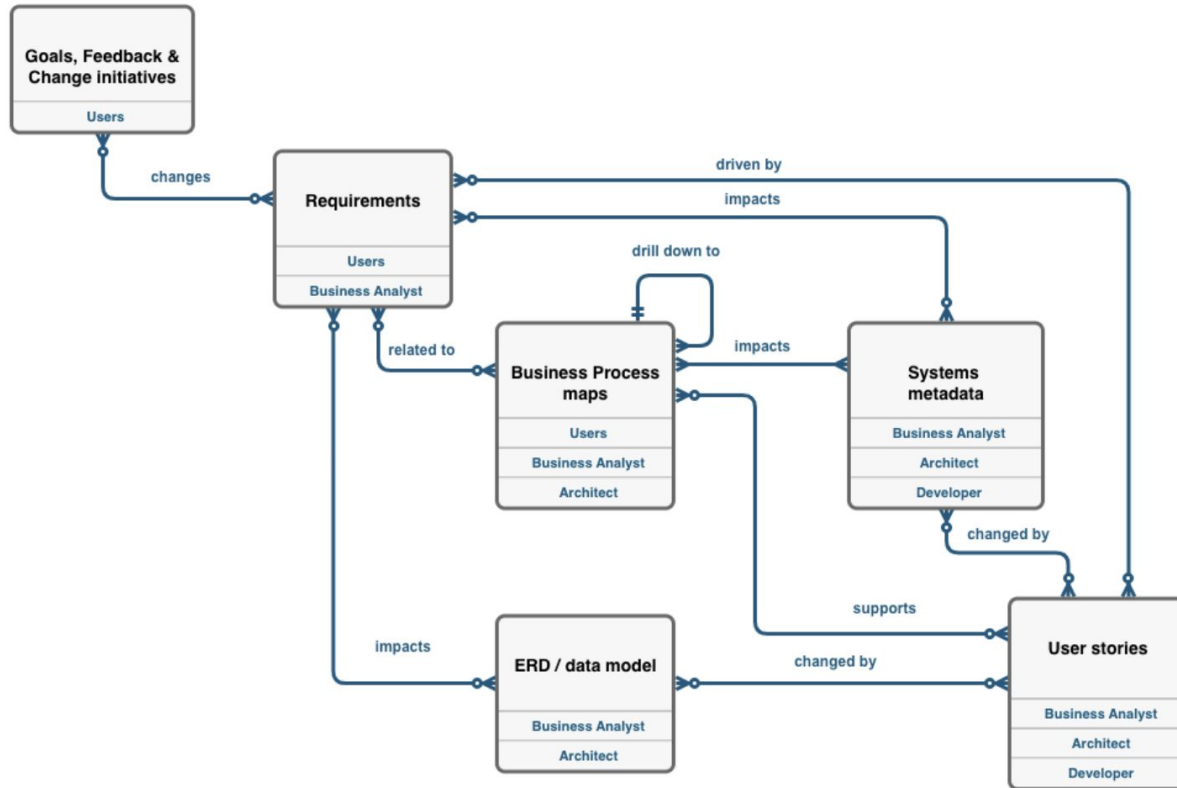 Goals, Feedback &
Change initiatives
Users
changes
Requirements
Users
Business Analyst
driven by
impacts
drill down to
related to
impacts
Business Process
maps
Users
Business Analyst
Architect
Systems
metadata
Business Analyst
Architect
Developer
changed by
supports
impacts
changed by
ERD / data model
Business Analyst
Architect
User stories
Business Analyst
Architect
Developer